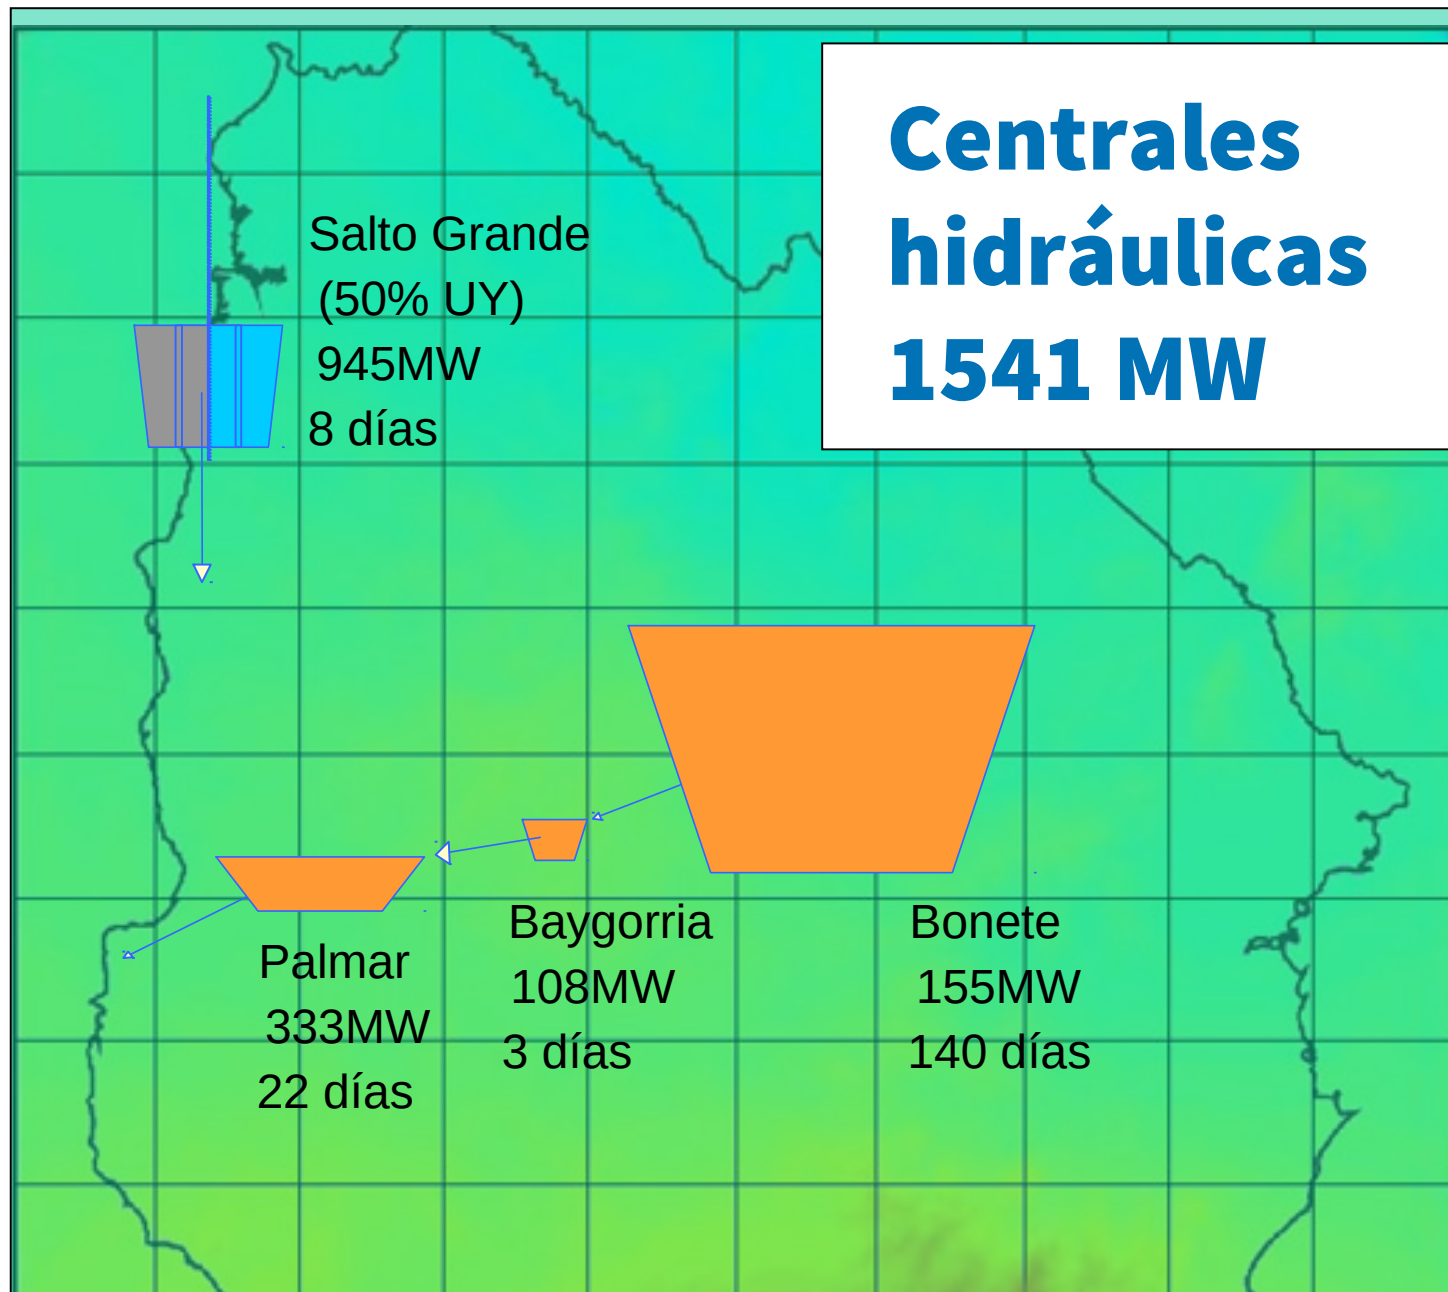 Centrales
hidráulicas
1541 MW
Salto Grande
(50% UY)
945MW
8 días
Palmar
333MW
22 días
Baygorria
108MW
3 días
Bonete
155MW
140 días